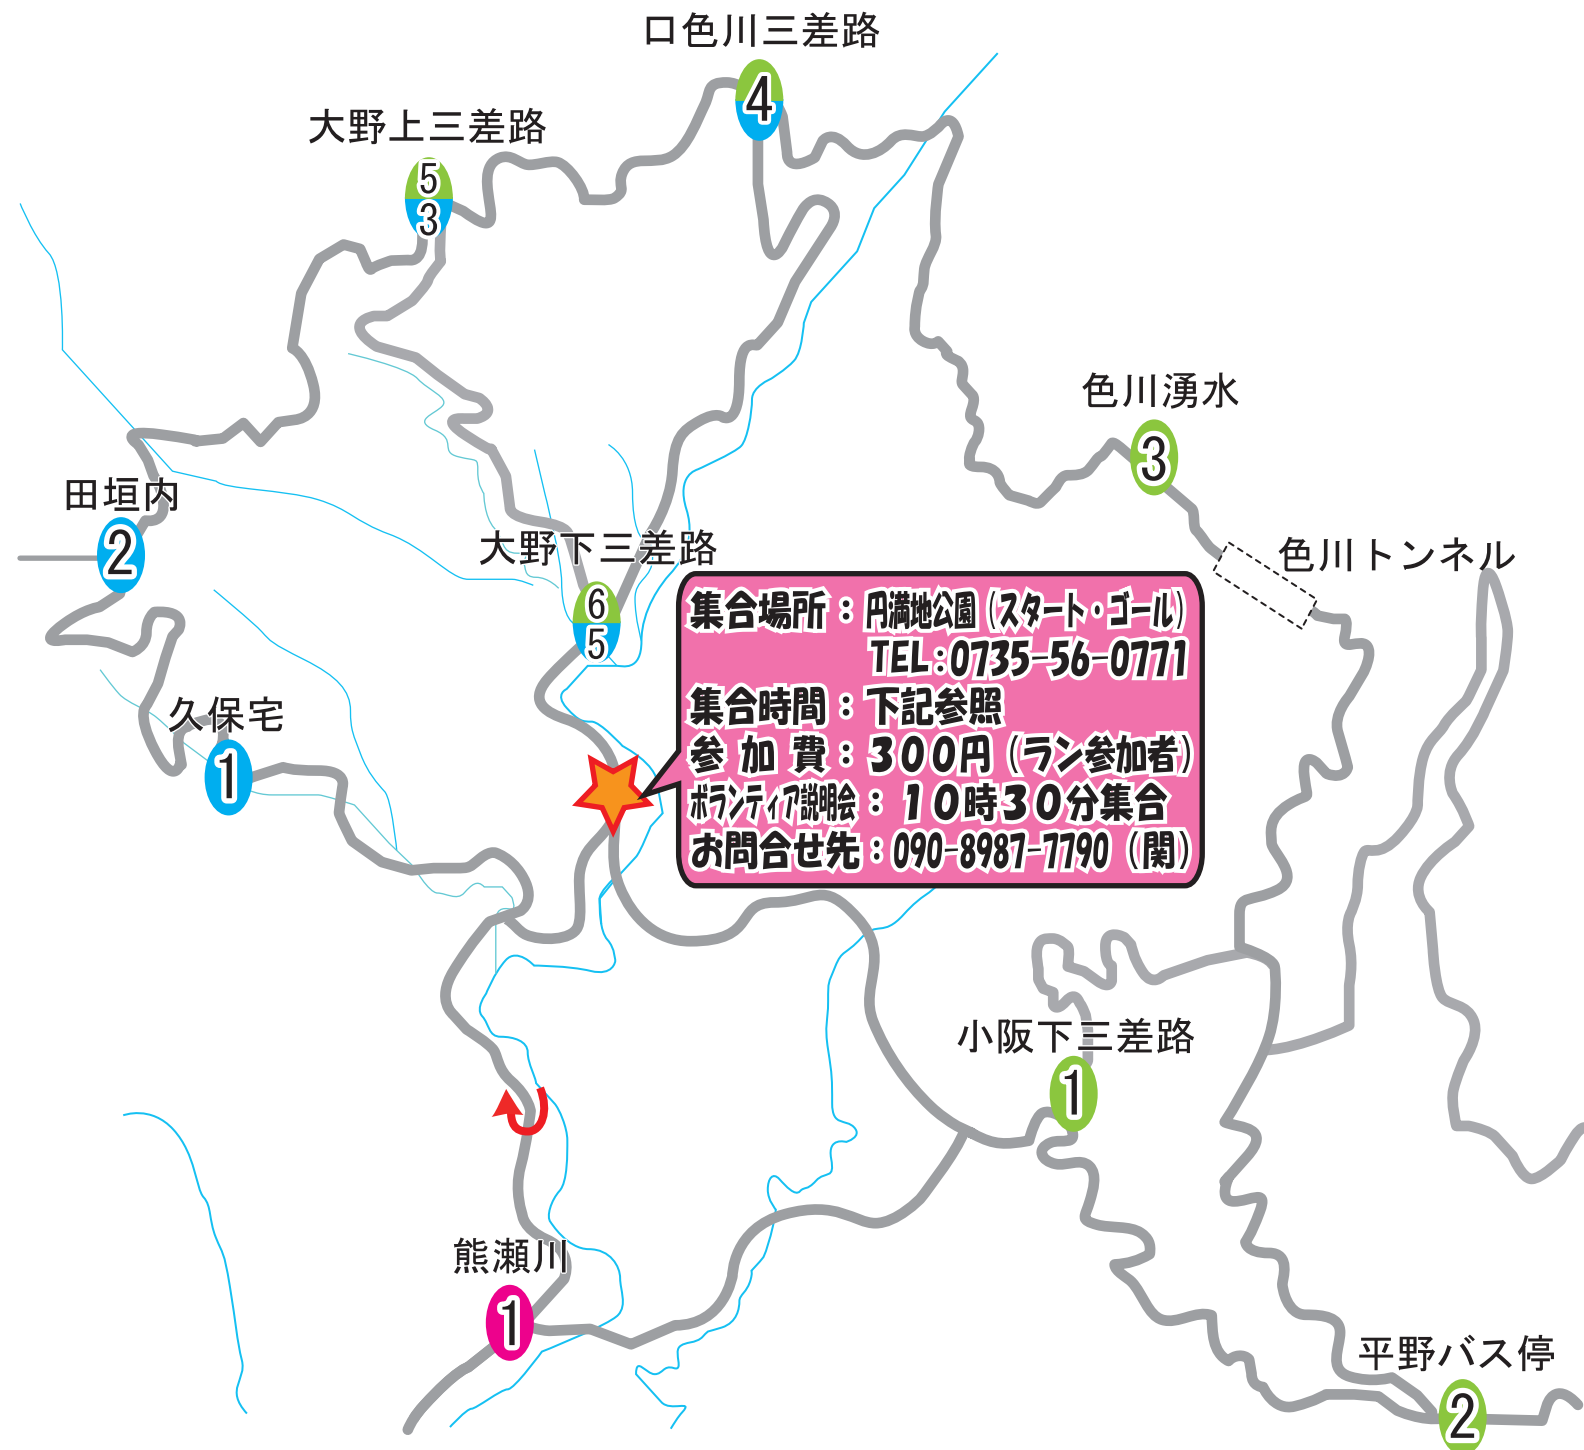 口色川三差路
4
大野上三差路
5
3
色川湧水
3
田垣内
2
大野下三差路
6
5
色川トンネル
集合場所：円満地公園（スタート・ゴール）
TEL：0735-56-0771
集合時間：下記参照
参加費：300円（ラン参加者）
ボランティア説明会：10時30分集合
お問合せ先：090-8987-7790（関）
久保宅
1
小阪下三差路
1
熊瀬川
1
平野バス停
2